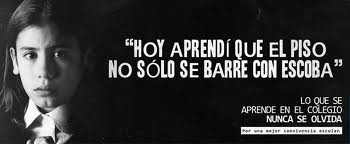 “HOY APRENDÍ QUE EL PISO
NO SÓLO SE BARRE CON ESCOBA”
LO QUE SE
APRENDE EN EL COLEGIO
NUNCA SE OLVIDA
Por una mejor convivencia escolar